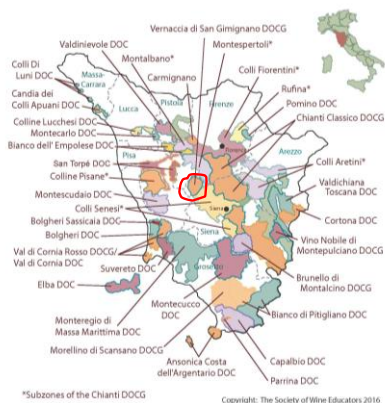 Vernaccia di San Gimignano DOCG
Valdinievole DOC
Montespertoli*
Montalbano*
Colli Fiorentini*
Colli Di
Luni DOC
Massa-
Carrara
Carmignano
Rufina*
Candia dei
Colli Apuani DOC
Lucca
Pistoia
Firenze
Pomino DOC
Chianti Classico DOCG
Colline Lucchesi DOC
Montecarlo DOC
Bianco dell' Empolese DOC
Arezzo
Pisa
San Torpé DOC
Colli Aretini*
Colline Pisane*
Valdichiana
Toscana DOC
Montescudaio DOC
Siena
Colli Senesi*
Cortona DOC
Bolgheri Sassicaia DOC
Siena
Bolgheri DOC
Vino Nobile di
Montepulciano DOCG
Val di Cornia Rosso DOCG/
Val di Cornia DOC
Suvereto DOC
Grosseto
Brunello di
Montalcino DOCG
Elba DOC
Montecucco
DOC
Bianco di Pitigliano DOC
Monteregio di
Massa Marittima DOC
Morellino di Scansano DOCG
Ansonica Costa
dell'Argentario DOC
Capalbio DOC
Parrina DOC
*Subzones of the Chianti DOCG
Copyright: The Society of Wine Educators 2016